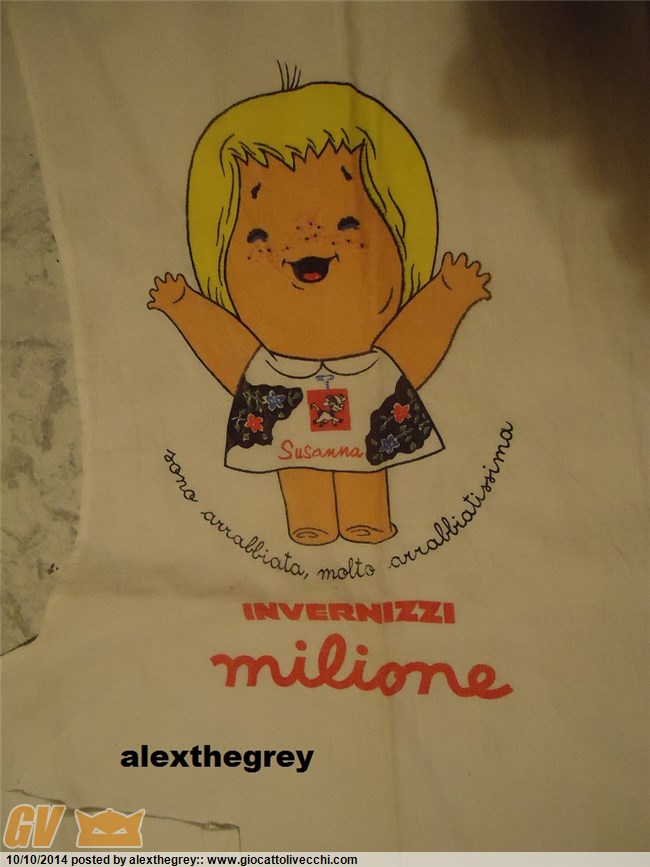 Susanna
sono arrabbiata, molto arrabbiatissima
INVERNIZZI
milione
alexthegrey
GV
10/10/2014 posted by alexthegrey:: www.giocattolivecchi.com